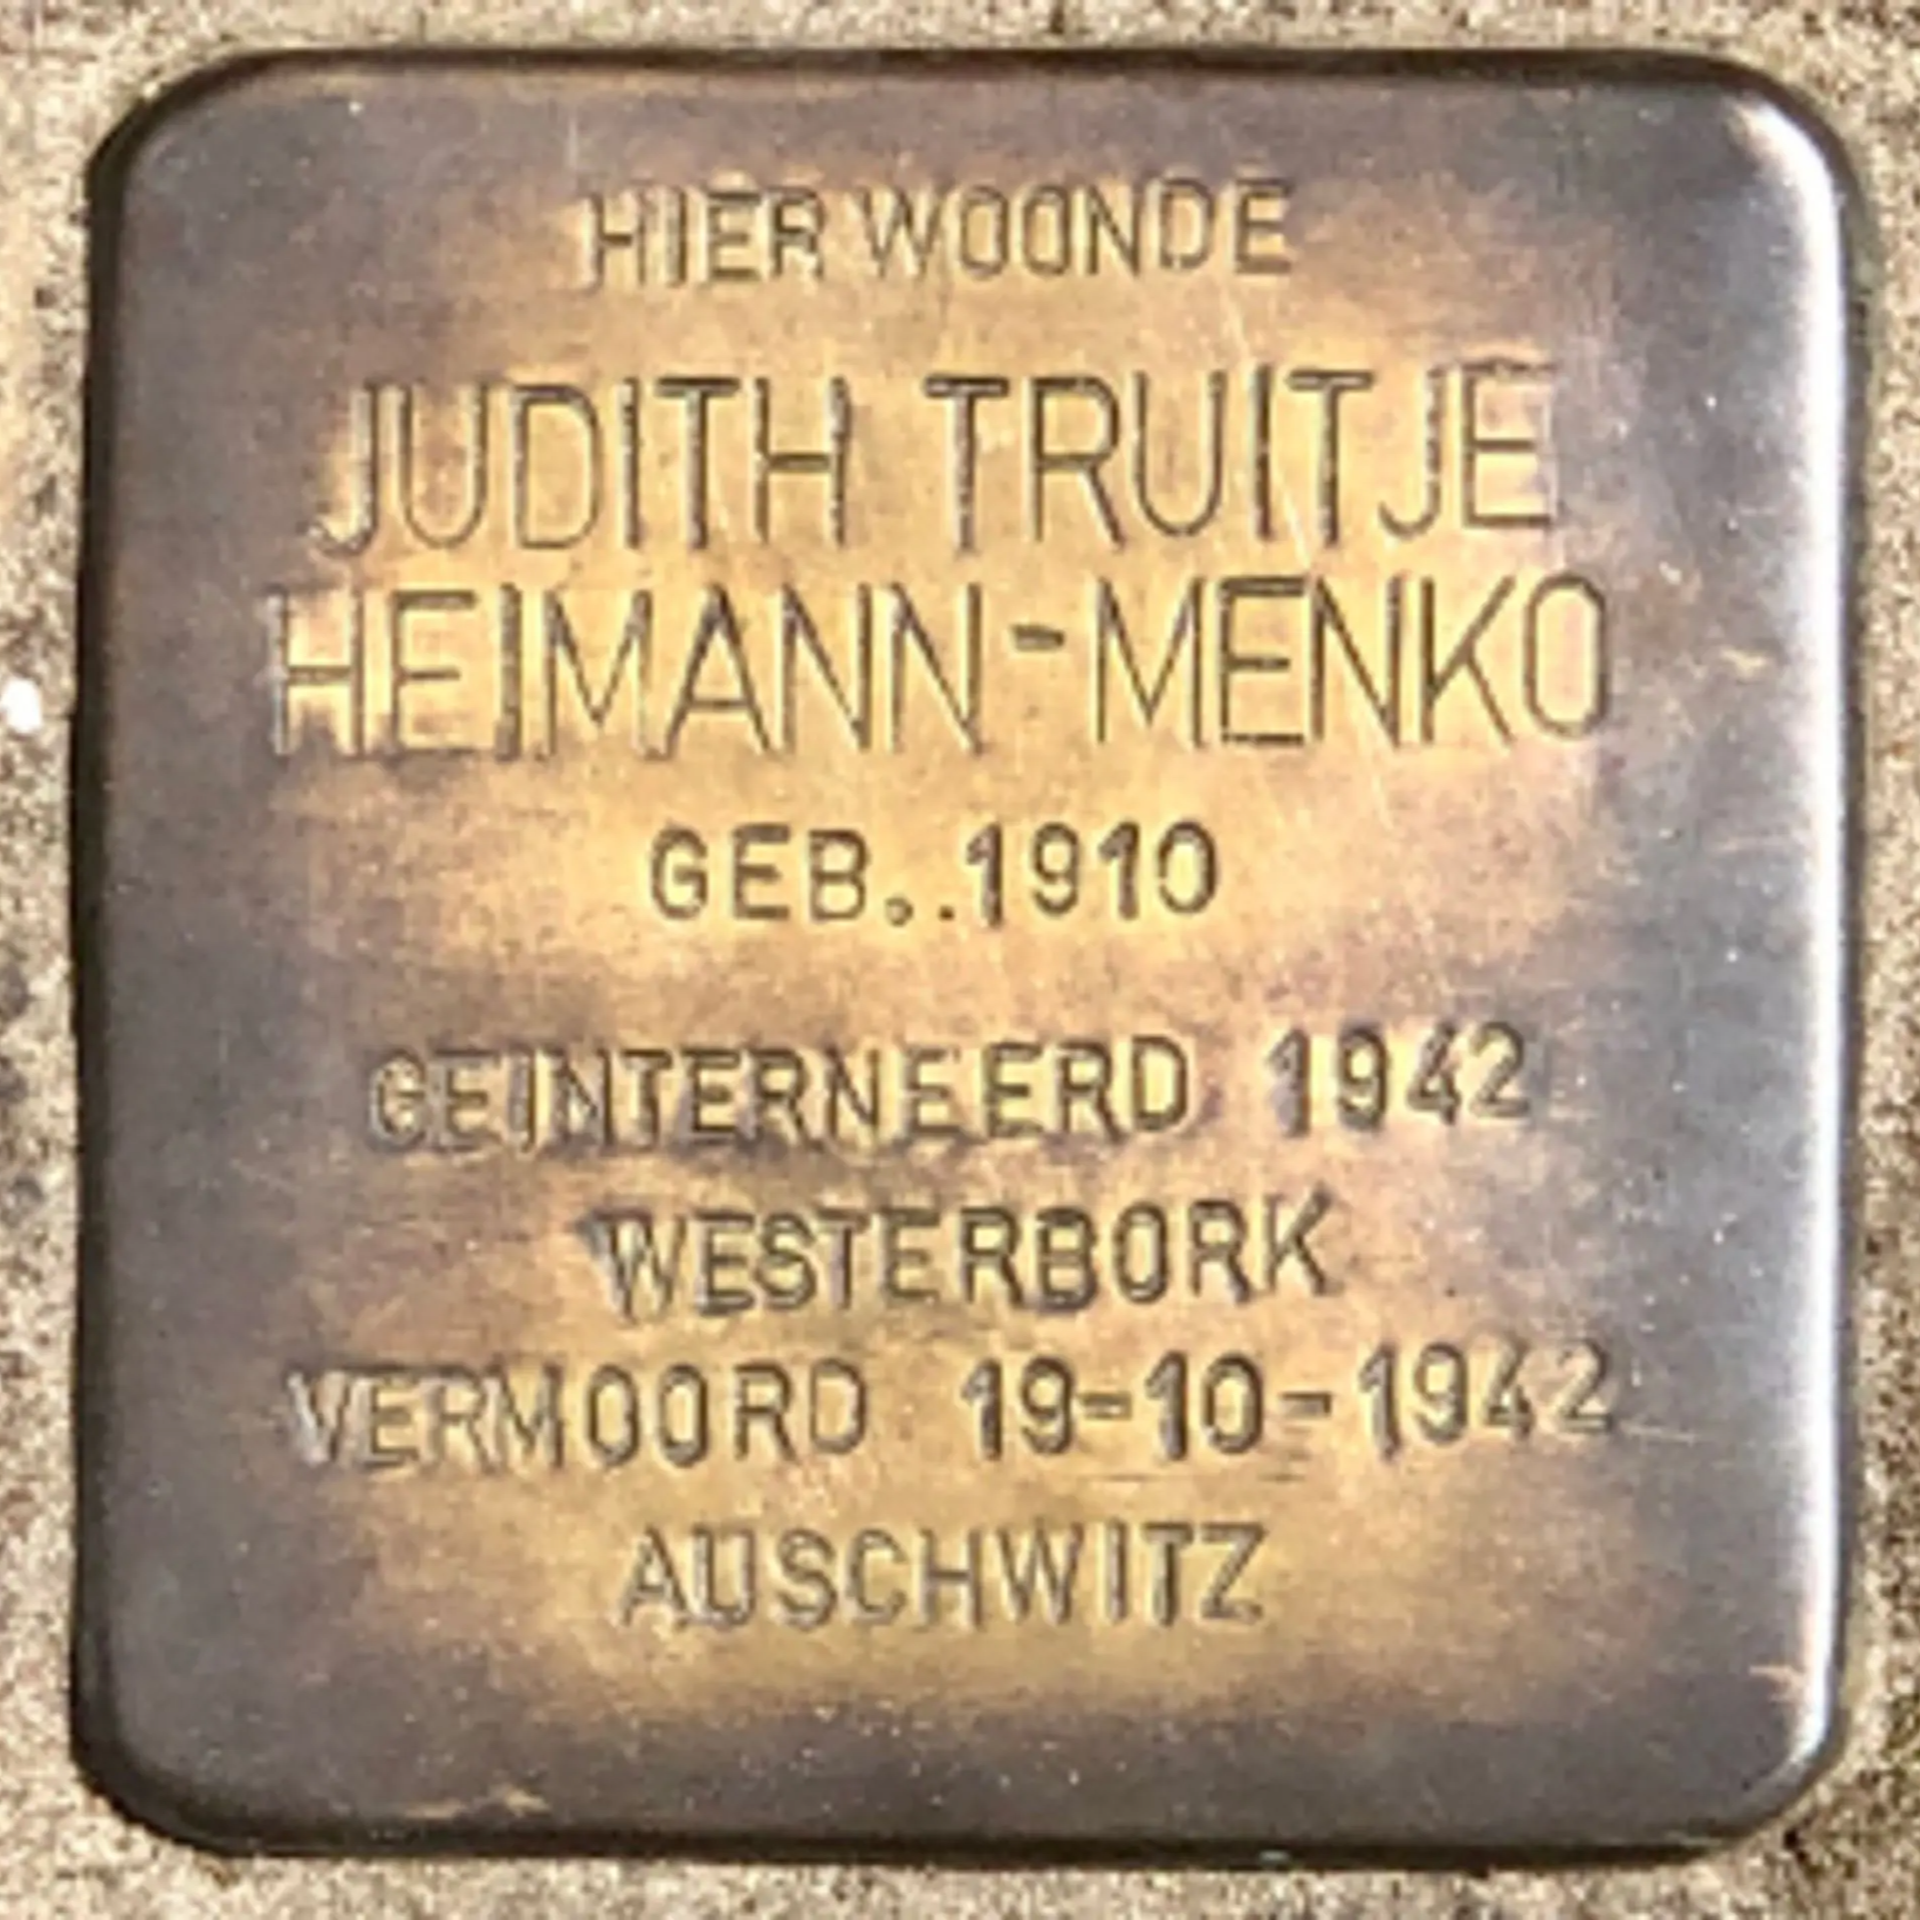 HIER WOONDE
JUDITH TRUITJE
HEIMANN-MENKO
GEB..1910
GEINTERNEERD 1942
WESTERBORK
VERMOORD 19-10-1942
AUSCHWITZ